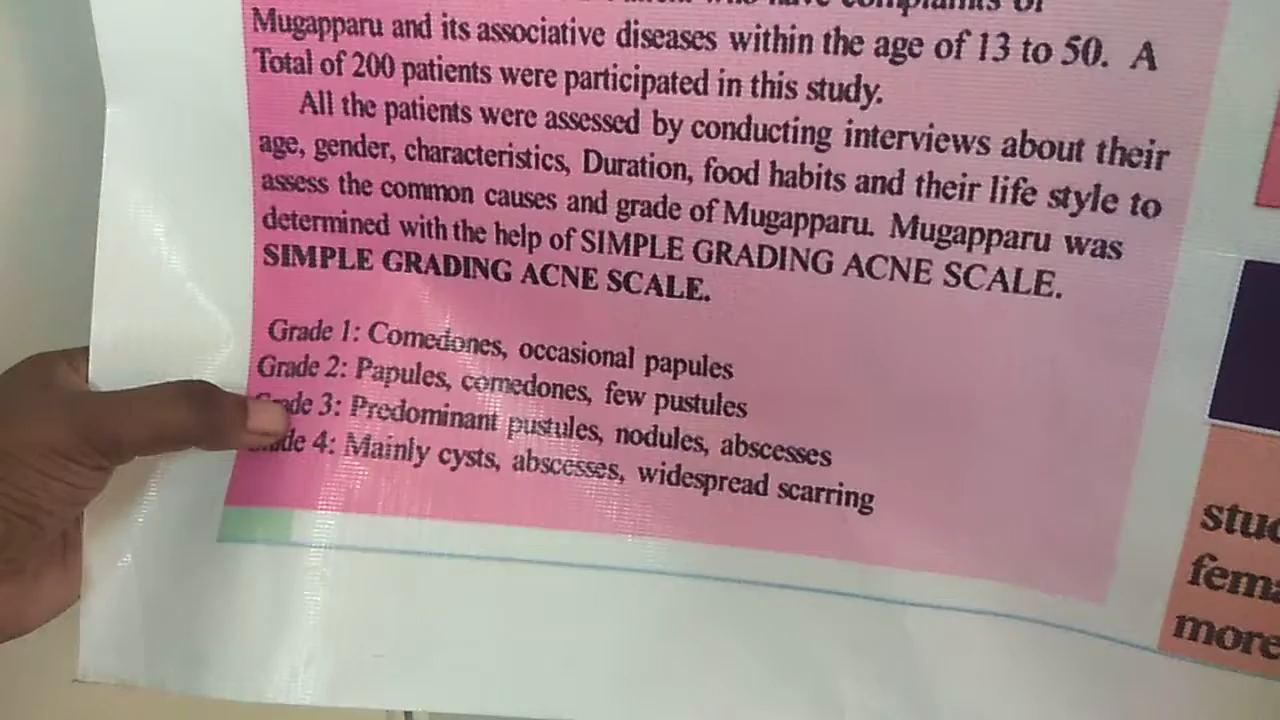 complaints of
Mugapparu and its associative diseases within the age of 13 to 50. A
Total of 200 patients were participated in this study.
All the patients were assessed by conducting interviews about their
age, gender, characteristics, Duration, food habits and their life style to
assess the common causes and grade of Mugapparu. Mugapparu was
determined with the help of SIMPLE GRADING ACNE SCALE.
SIMPLE GRADING ACNE SCALE.
Grade 1: Comedones, occasional papules
Grade 2: Papules, comedones, few pustules
Grade 3: Predominant pustules, nodules, abscesses
Grade 4: Mainly cysts, abscesses, widespread scarring
more